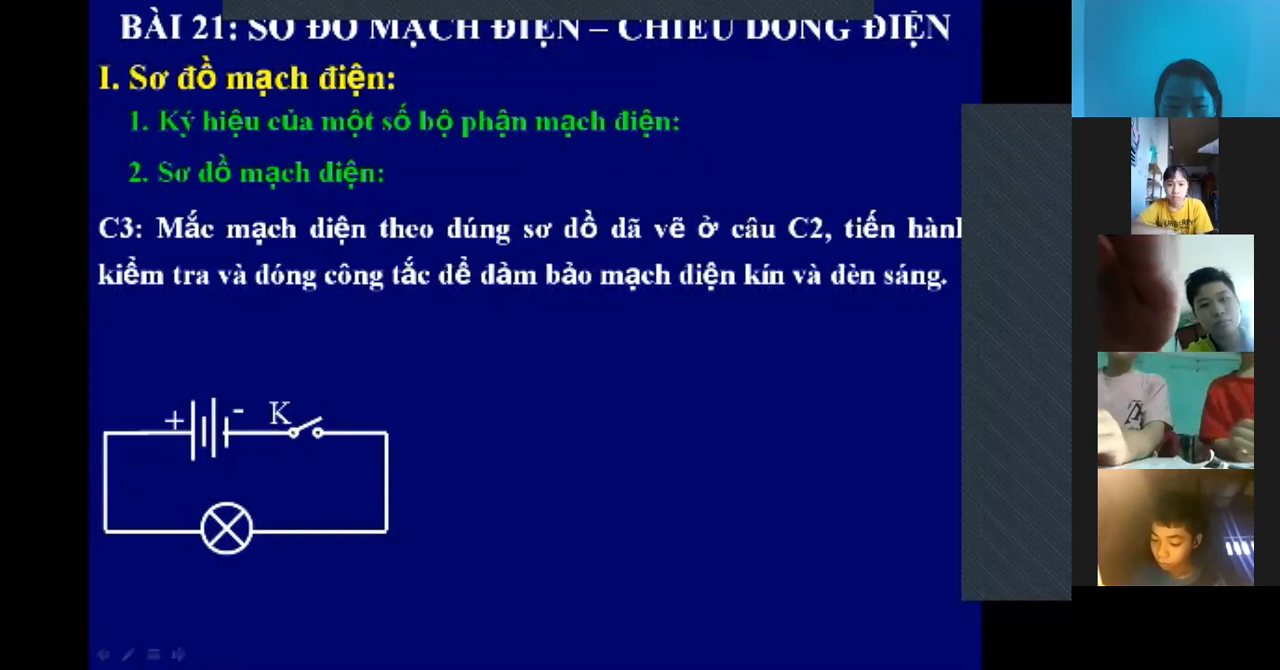 BÀI 21: SƠ ĐỒ MẠCH ĐIỆN – CHIỀU DÒNG ĐIỆN
I. Sơ đồ mạch điện:
1. Ký hiệu của một số bộ phận mạch điện:
2. Sơ đồ mạch điện:
C3: Mắc mạch điện theo đúng sơ đồ đã vẽ ở câu C2, tiến hành
kiểm tra và đóng công tắc để đảm bảo mạch điện kín và đèn sáng.
+ - K